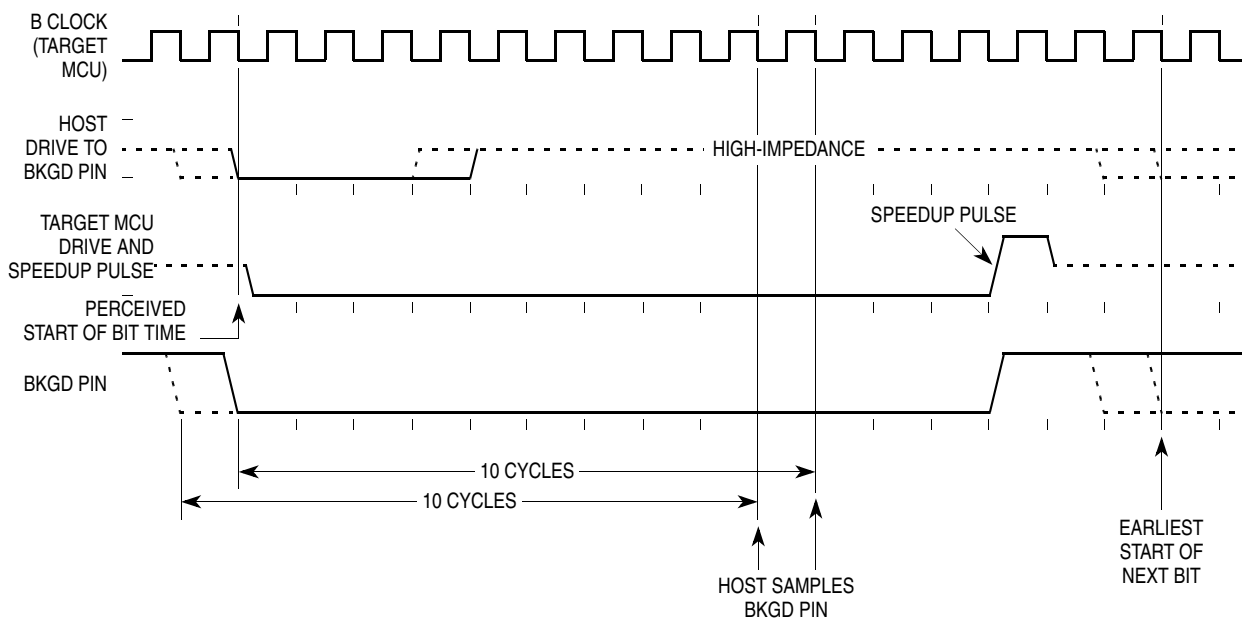 B CLOCK
(TARGET
MCU)
HOST
DRIVE TO
BKGD PIN
HIGH-IMPEDANCE
TARGET MCU
DRIVE AND
SPEEDUP PULSE
SPEEDUP PULSE
PERCEIVED
START OF BIT TIME
BKGD PIN
10 CYCLES
10 CYCLES
HOST SAMPLES
BKGD PIN
EARLIEST
START OF
NEXT BIT